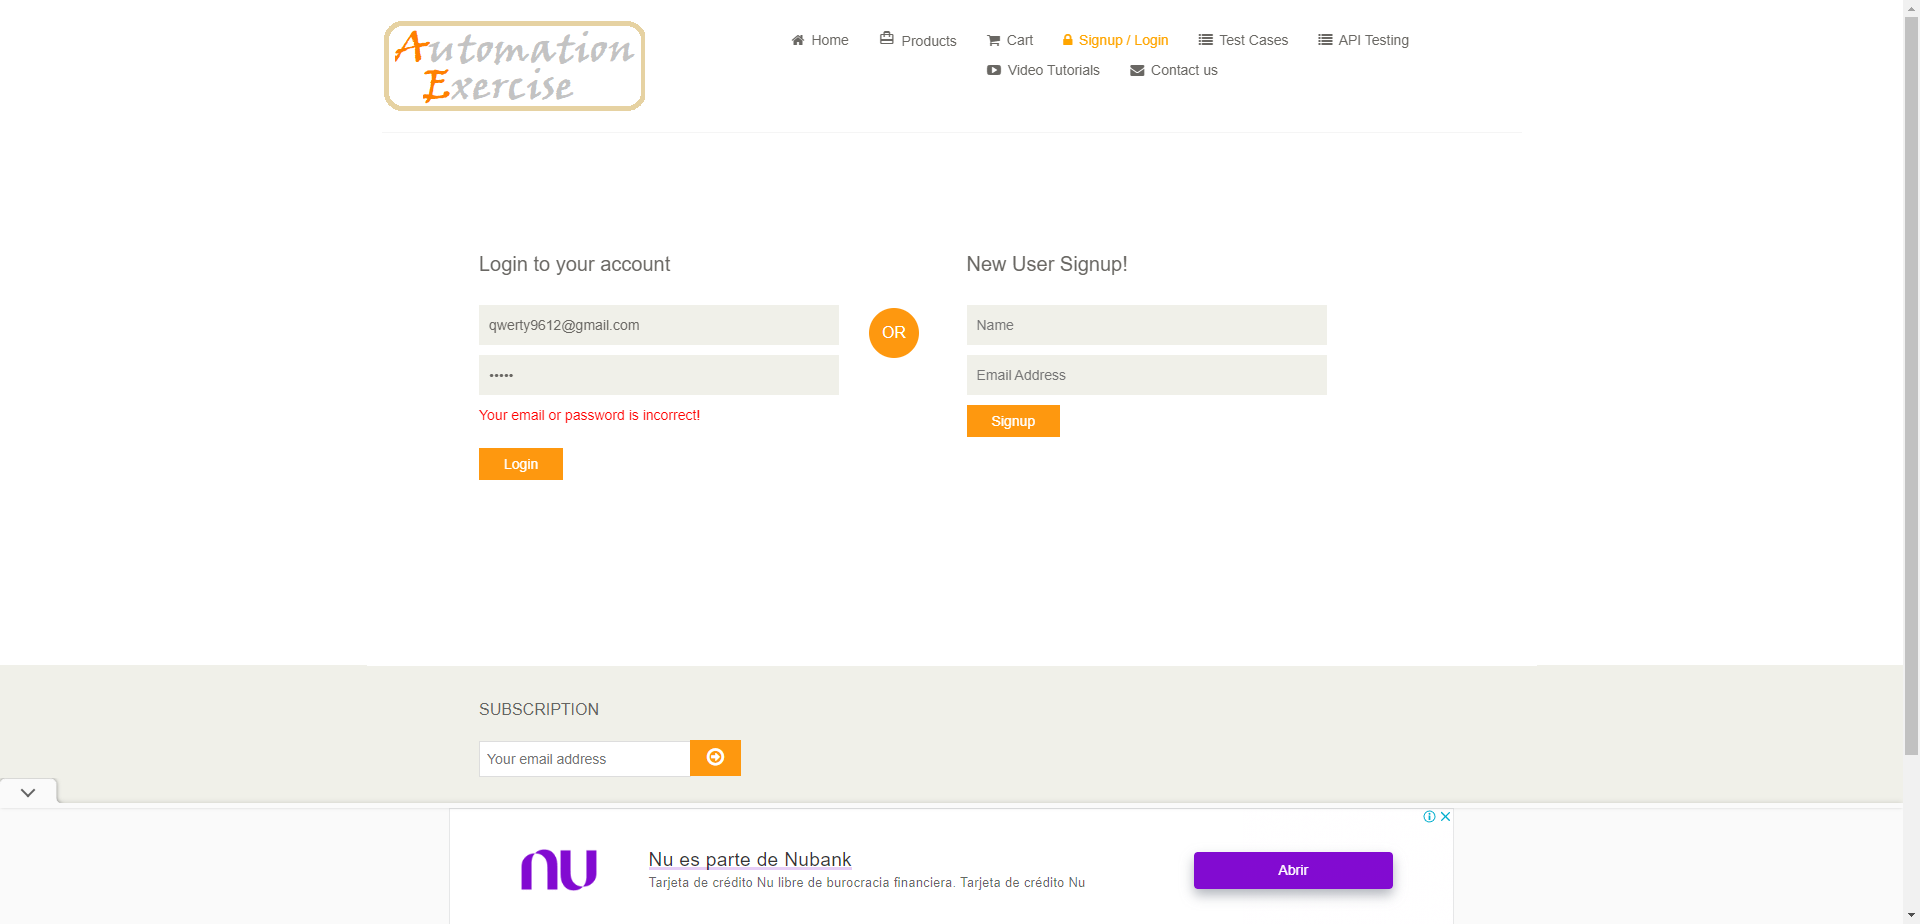 Automation
Exercise
Home
Products
Cart
Signup / Login
Test Cases
API Testing
Video Tutorials
Contact us
Login to your account
qwerty9612@gmail.com
•••••
Your email or password is incorrect!
Login
OR
New User Signup!
Name
Email Address
Signup
SUBSCRIPTION
Your email address
nu
Nu es parte de Nubank
Tarjeta de crédito Nu libre de burocracia financiera. Tarjeta de crédito Nu
Abrir